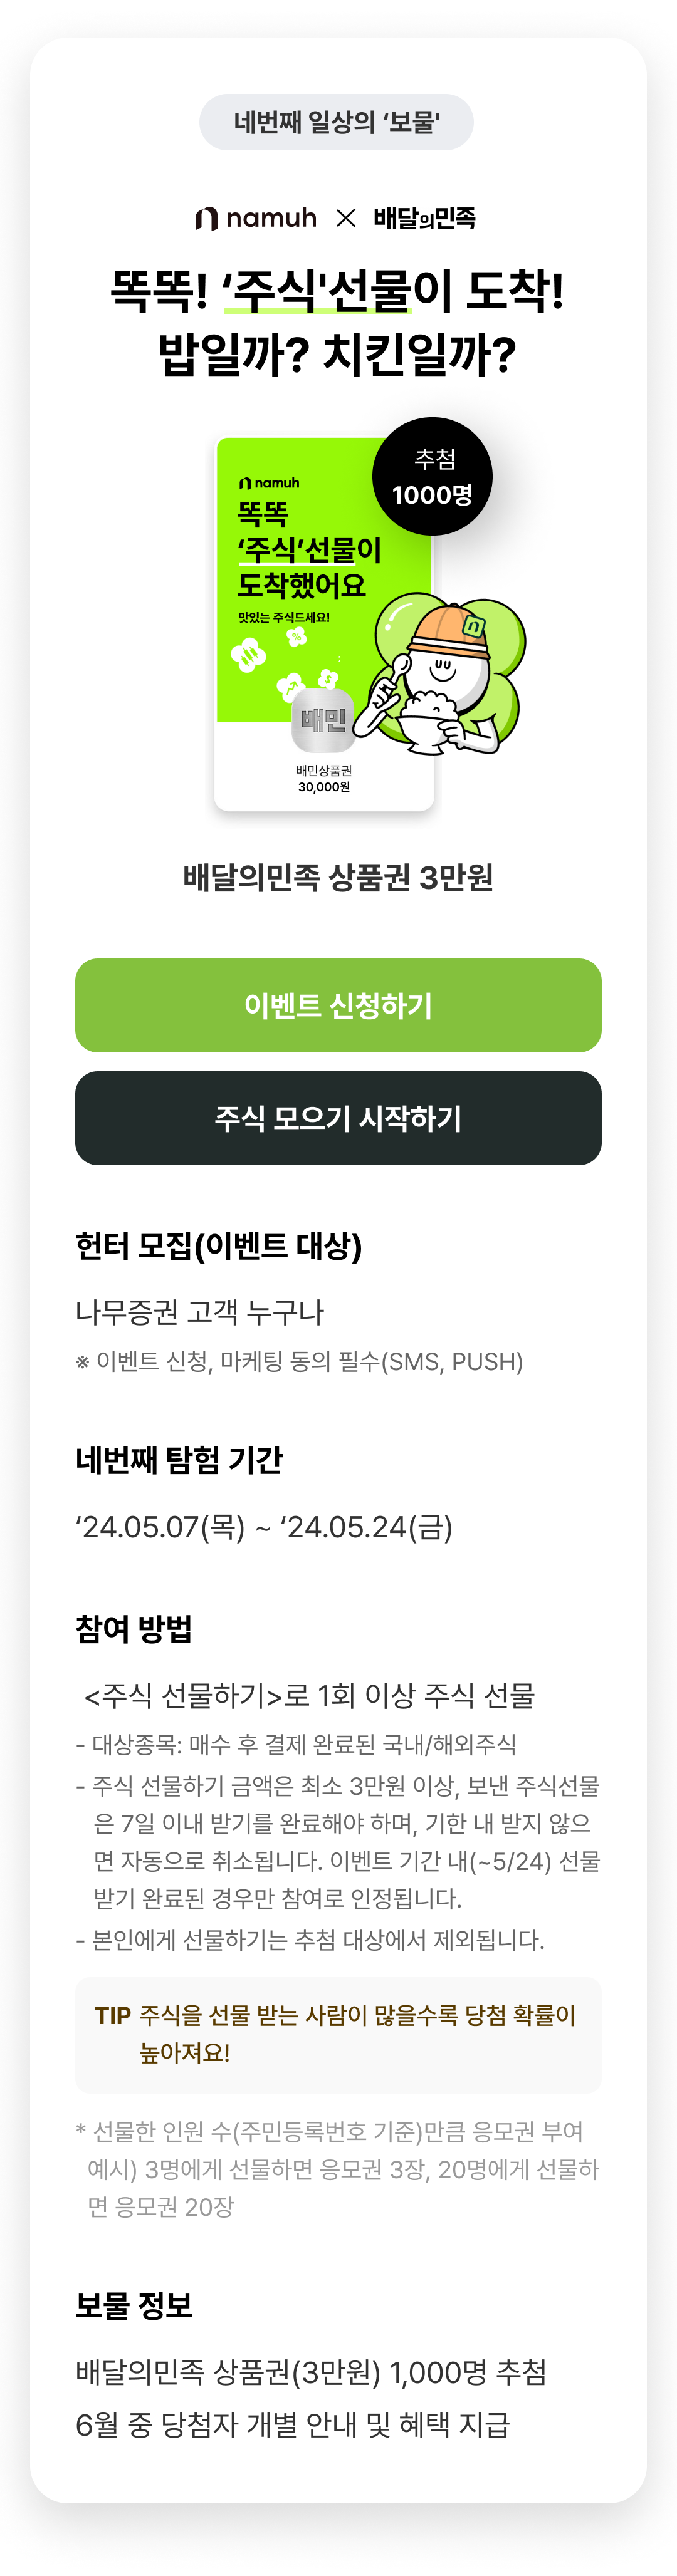 네번째 일상의 ‘보물'
namuh × 배달의민족
똑똑! ‘주식'선물이 도착!
밥일까? 치킨일까?
추첨
1000명
namuh
똑똑
‘주식’선물이
도착했어요
맛있는 주식드세요!
배민
배민상품권
30,000원
배달의민족 상품권 3만원
이벤트 신청하기
주식 모으기 시작하기
헌터 모집(이벤트 대상)
나무증권 고객 누구나
※ 이벤트 신청, 마케팅 동의 필수(SMS, PUSH)
네번째 탐험 기간
‘24.05.07(목) ~ ‘24.05.24(금)
참여 방법
<주식 선물하기>로 1회 이상 주식 선물
- 대상종목: 매수 후 결제 완료된 국내/해외주식
- 주식 선물하기 금액은 최소 3만원 이상, 보낸 주식선물
은 7일 이내 받기를 완료해야 하며, 기한 내 받지 않으
면 자동으로 취소됩니다. 이벤트 기간 내(~5/24) 선물
받기 완료된 경우만 참여로 인정됩니다.
- 본인에게 선물하기는 추첨 대상에서 제외됩니다.
TIP 주식을 선물 받는 사람이 많을수록 당첨 확률이
높아져요!
* 선물한 인원 수(주민등록번호 기준)만큼 응모권 부여
예시) 3명에게 선물하면 응모권 3장, 20명에게 선물하
면 응모권 20장
보물 정보
배달의민족 상품권(3만원) 1,000명 추첨
6월 중 당첨자 개별 안내 및 혜택 지급